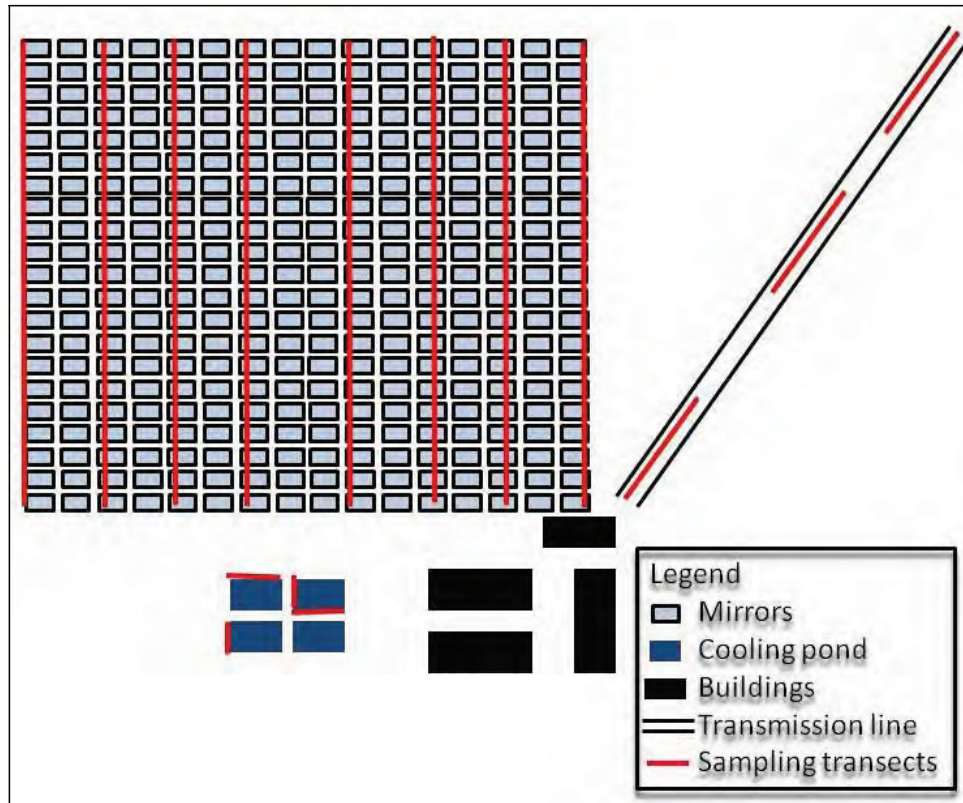 Legend
Mirrors
Cooling pond
Buildings
Transmission line
Sampling transects